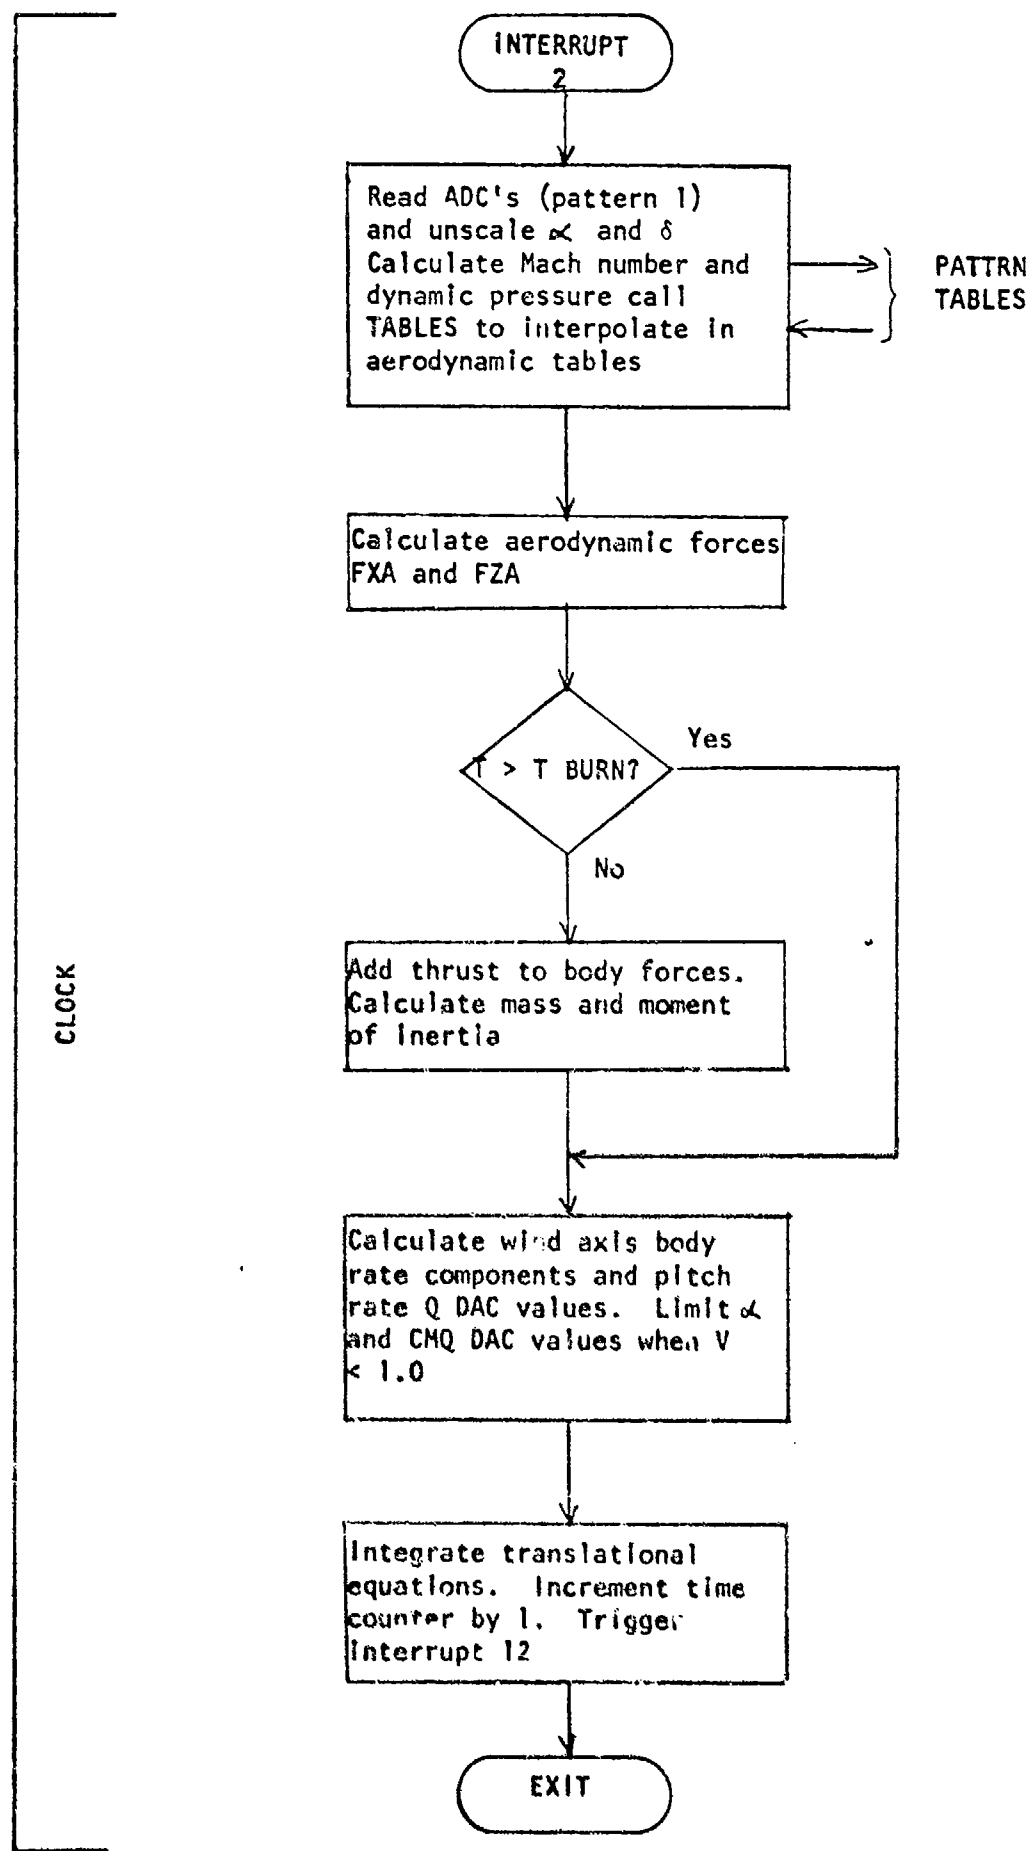 INTERRUPT
2
Read ADC's (pattern 1)
and unscale ∝ and δ
Calculate Mach number and
dynamic pressure call
TABLES to interpolate in
aerodynamic tables
PATTRN
TABLES
Calculate aerodynamic forces
FXA and FZA
T > T BURN?
Yes
No
Add thrust to body forces.
Calculate mass and moment
of inertia
CLOCK
Calculate wind axis body
rate components and pitch
rate Q DAC values. Limit ∝
and CMQ DAC values when V
< 1.0
Integrate translational
equations. Increment time
counter by 1. Trigger
Interrupt 12
EXIT